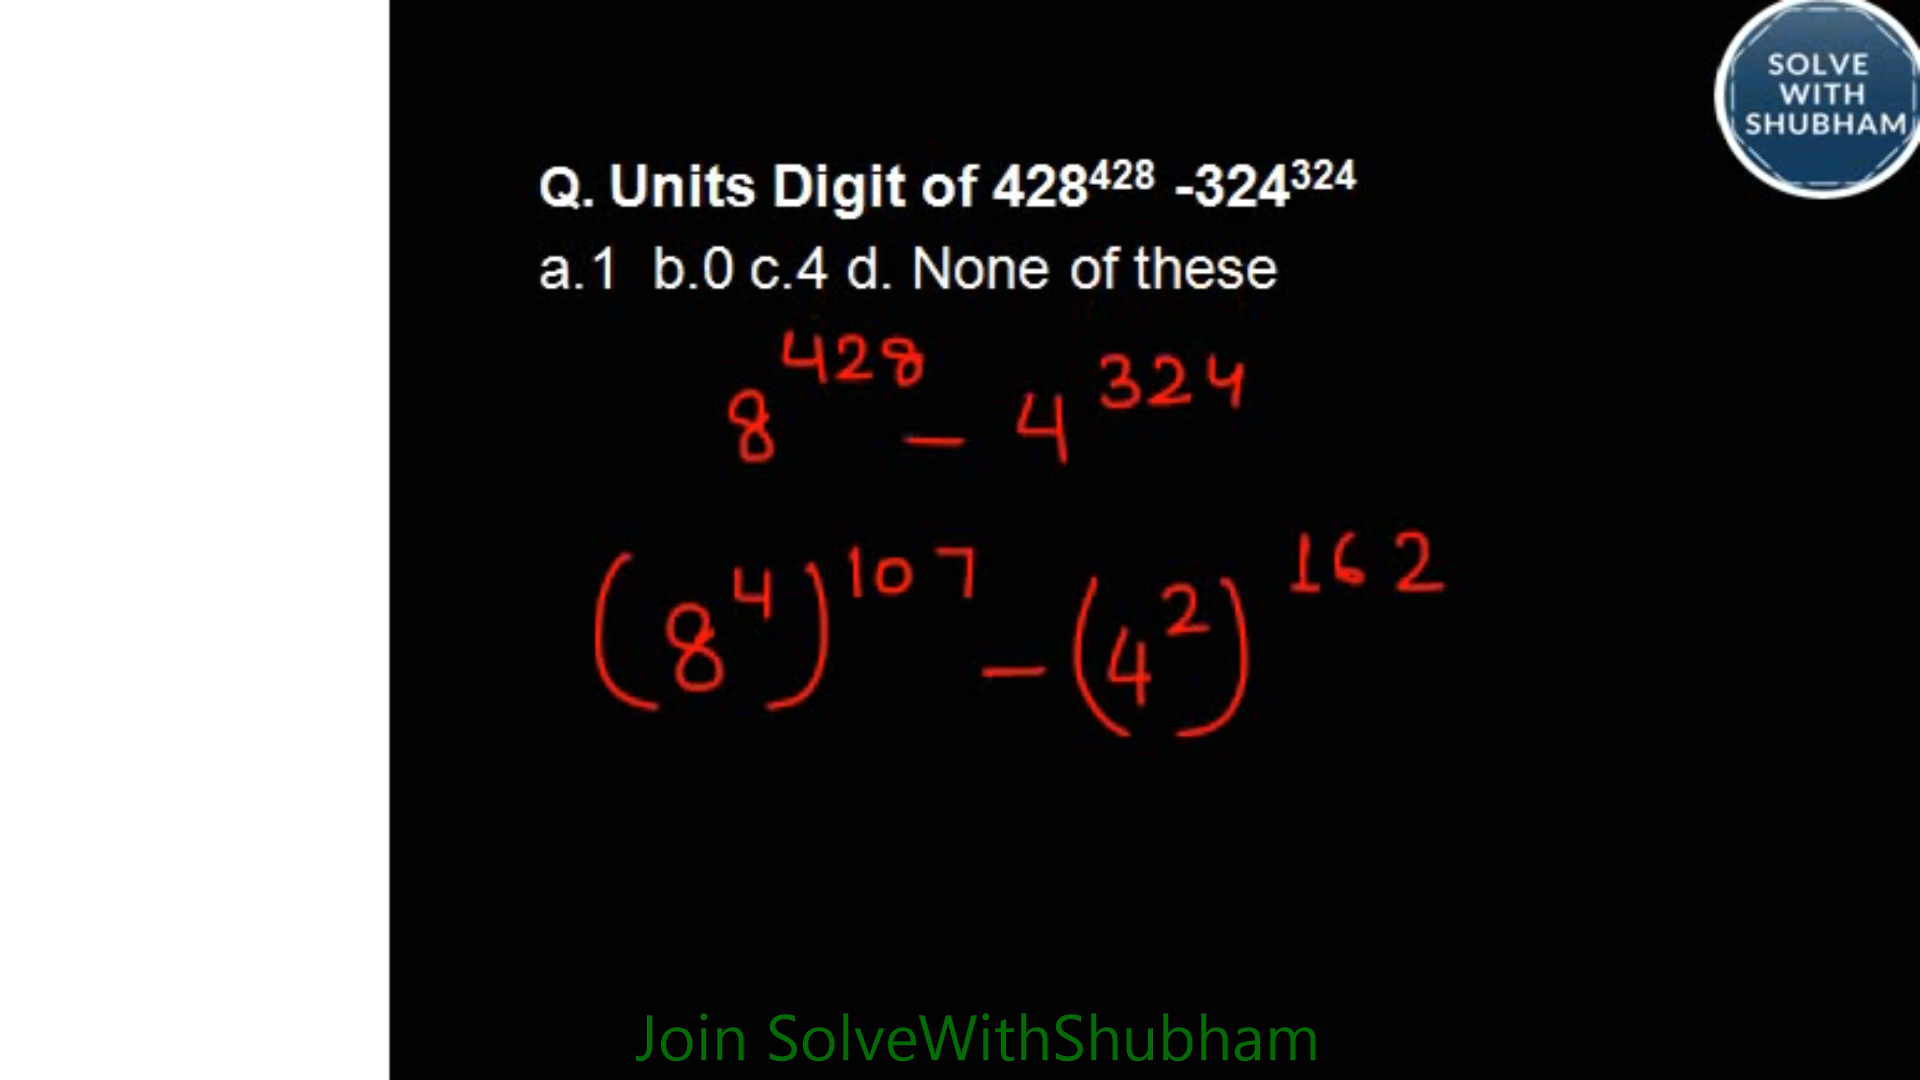 SOLVE
WITH
SHUBHAM
Q. Units Digit of 428⁴²⁸ -324³²⁴
a.1 b.0 c.4 d. None of these
8⁴²⁸ – 4³²⁴
(8⁴)¹⁰⁷ – (4²)¹⁶²
Join SolveWithShubham